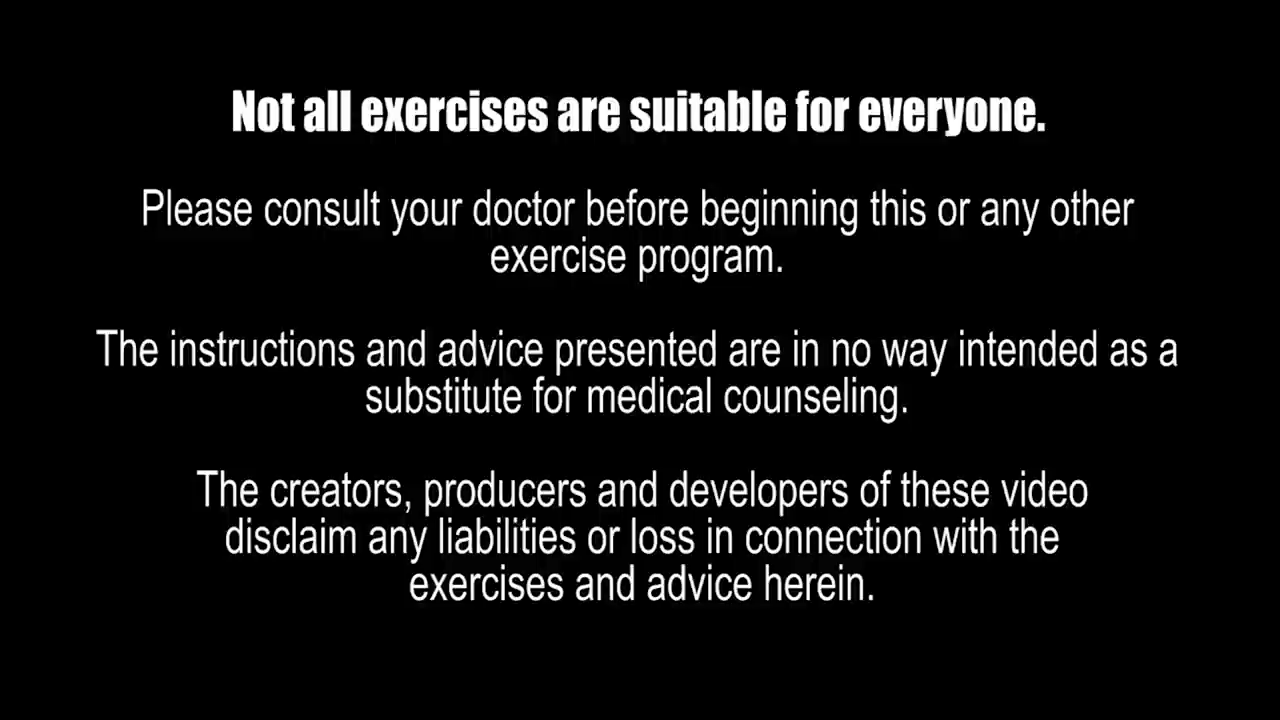 Not all exercises are suitable for everyone.
Please consult your doctor before beginning this or any other
exercise program.
The instructions and advice presented are in no way intended as a
substitute for medical counseling.
The creators, producers and developers of these video
disclaim any liabilities or loss in connection with the
exercises and advice herein.